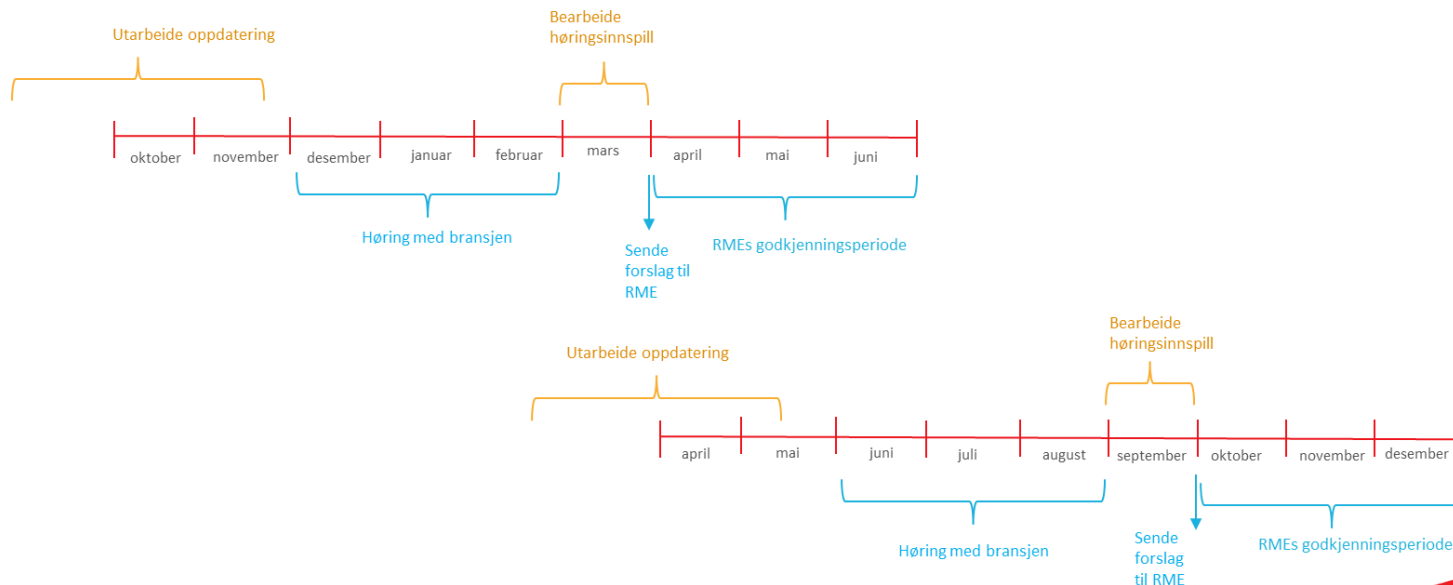 Utarbeide oppdatering
Bearbeide
høringsinnspill
oktober
november
desember
januar
februar
mars
april
mai
juni
Høring med bransjen
Sende
forslag til
RME
RMEs godkjenningsperiode
Utarbeide oppdatering
Bearbeide
høringsinnspill
april
mai
juni
juli
august
september
oktober
november
desember
Høring med bransjen
Sende
forslag
til RME
RMEs godkjenningsperiode